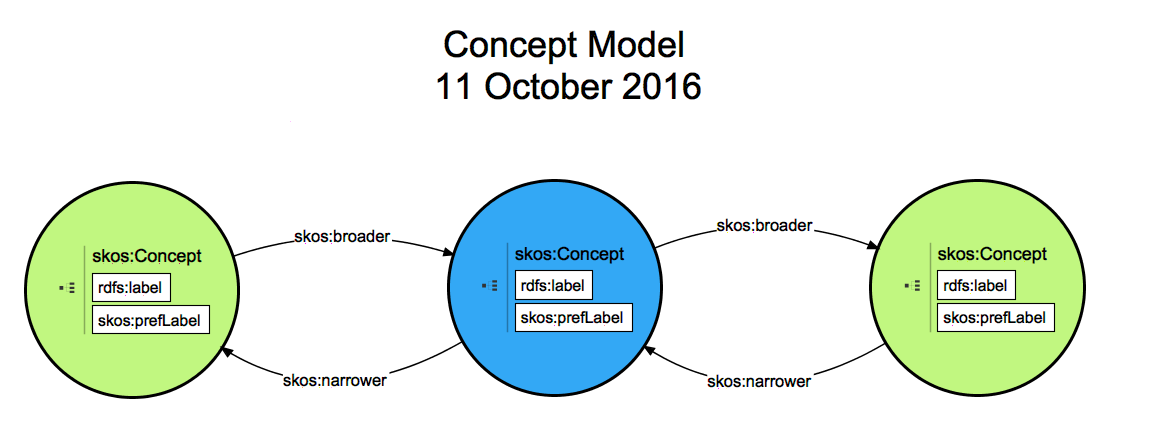 Concept Model
11 October 2016
skos:broader
skos:broader
skos:Concept
rdfs:label
skos:prefLabel
skos:Concept
rdfs:label
skos:prefLabel
skos:Concept
rdfs:label
skos:prefLabel
skos:narrower
skos:narrower